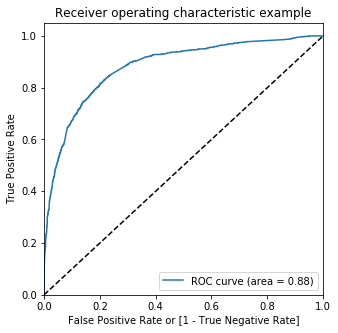 Receiver operating characteristic example
True Positive Rate
1.0
0.8
0.6
0.4
0.2
0.0
ROC curve (area = 0.88)
0.0 0.2 0.4 0.6 0.8 1.0
False Positive Rate or [1 - True Negative Rate]